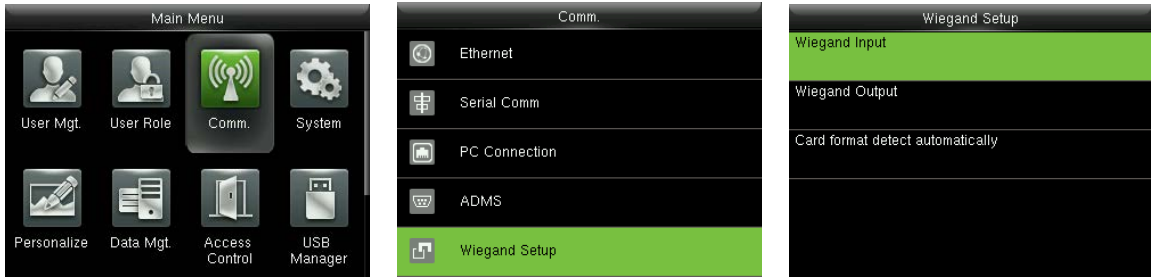 Main Menu
User Mgt.
User Role
Comm.
System
Personalize
Data Mgt.
Access
Control
USB
Manager
Comm.
Ethernet
Serial Comm
PC Connection
ADMS
Wiegand Setup
Wiegand Setup
Wiegand Input
Wiegand Output
Card format detect automatically